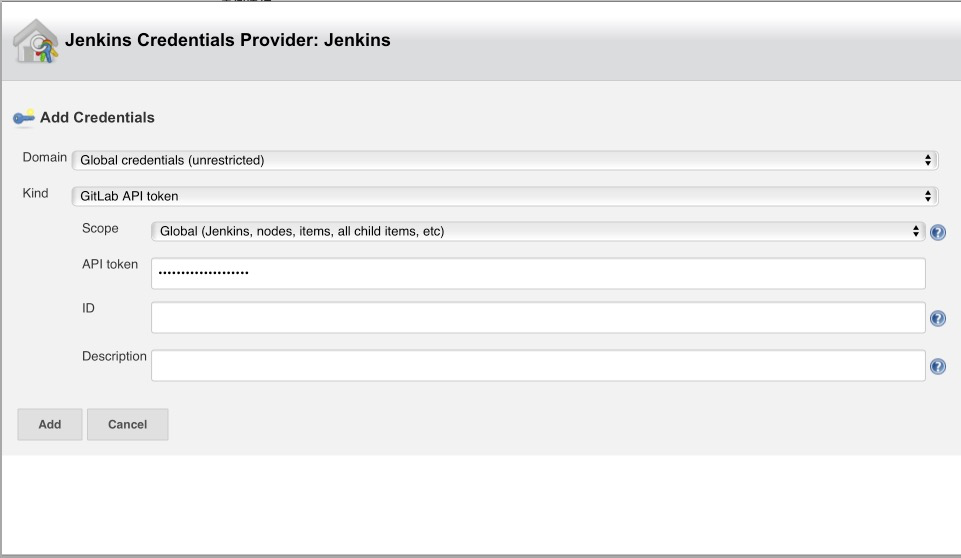 Jenkins Credentials Provider: Jenkins
Add Credentials
Domain Global credentials (unrestricted)
Kind GitLab API token
Scope Global (Jenkins, nodes, items, all child items, etc)
API token ••••••••••••••••••••
ID
Description
Add Cancel